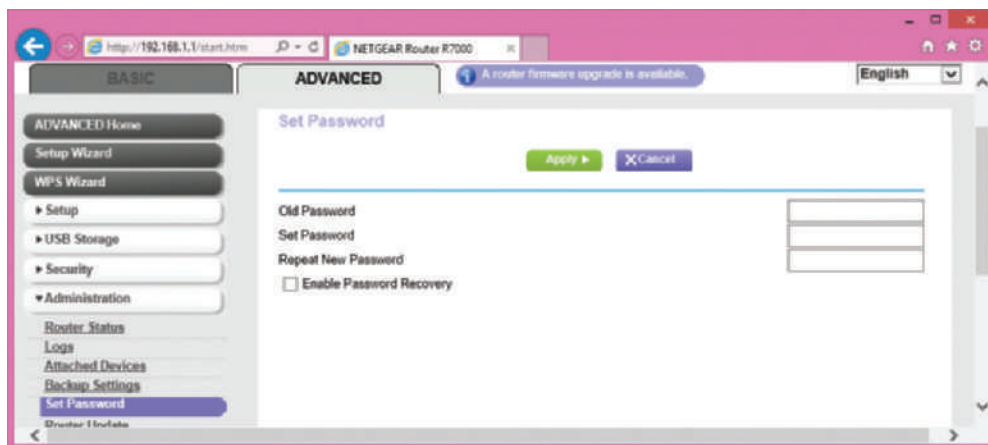 http://192.168.1.1/start.htm
NETGEAR Router R7000
BASIC
ADVANCED
A router firmware upgrade is available.
English
ADVANCED Home
Setup Wizard
WPS Wizard
Setup
USB Storage
Security
Administration
Router Status
Logs
Attached Devices
Backup Settings
Set Password
Router Update
Set Password
Apply
X Cancel
Old Password
Set Password
Repeat New Password
Enable Password Recovery